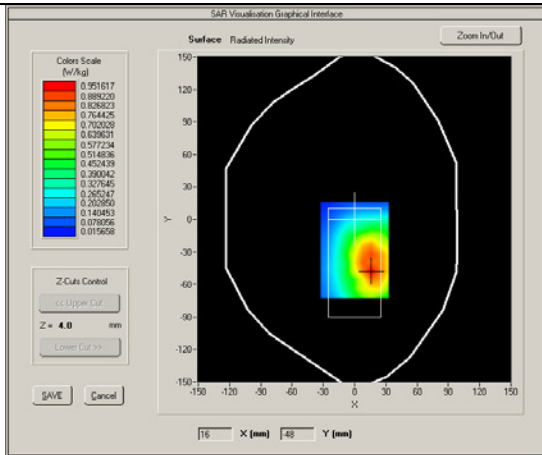 SAR Visualisation Graphical Interface
Surface Radiated Intensity
Zoom In/Out
Colors Scale
(W/kg)
0.951617
0.889220
0.826823
0.764425
0.702028
0.639631
0.577234
0.514836
0.452439
0.390042
0.327645
0.265247
0.202850
0.140453
0.078056
0.015658
Z-Cuts Control
<< Upper Cut
Z = 4.0 mm
Lower Cut >>
SAVE Cancel
150
120
90
60
30
0
-30
-60
-90
-120
-150
Y
-150 -120 -90 -60 -30 0 30 60 90 120 150
X
16 X (mm) -48 Y (mm)